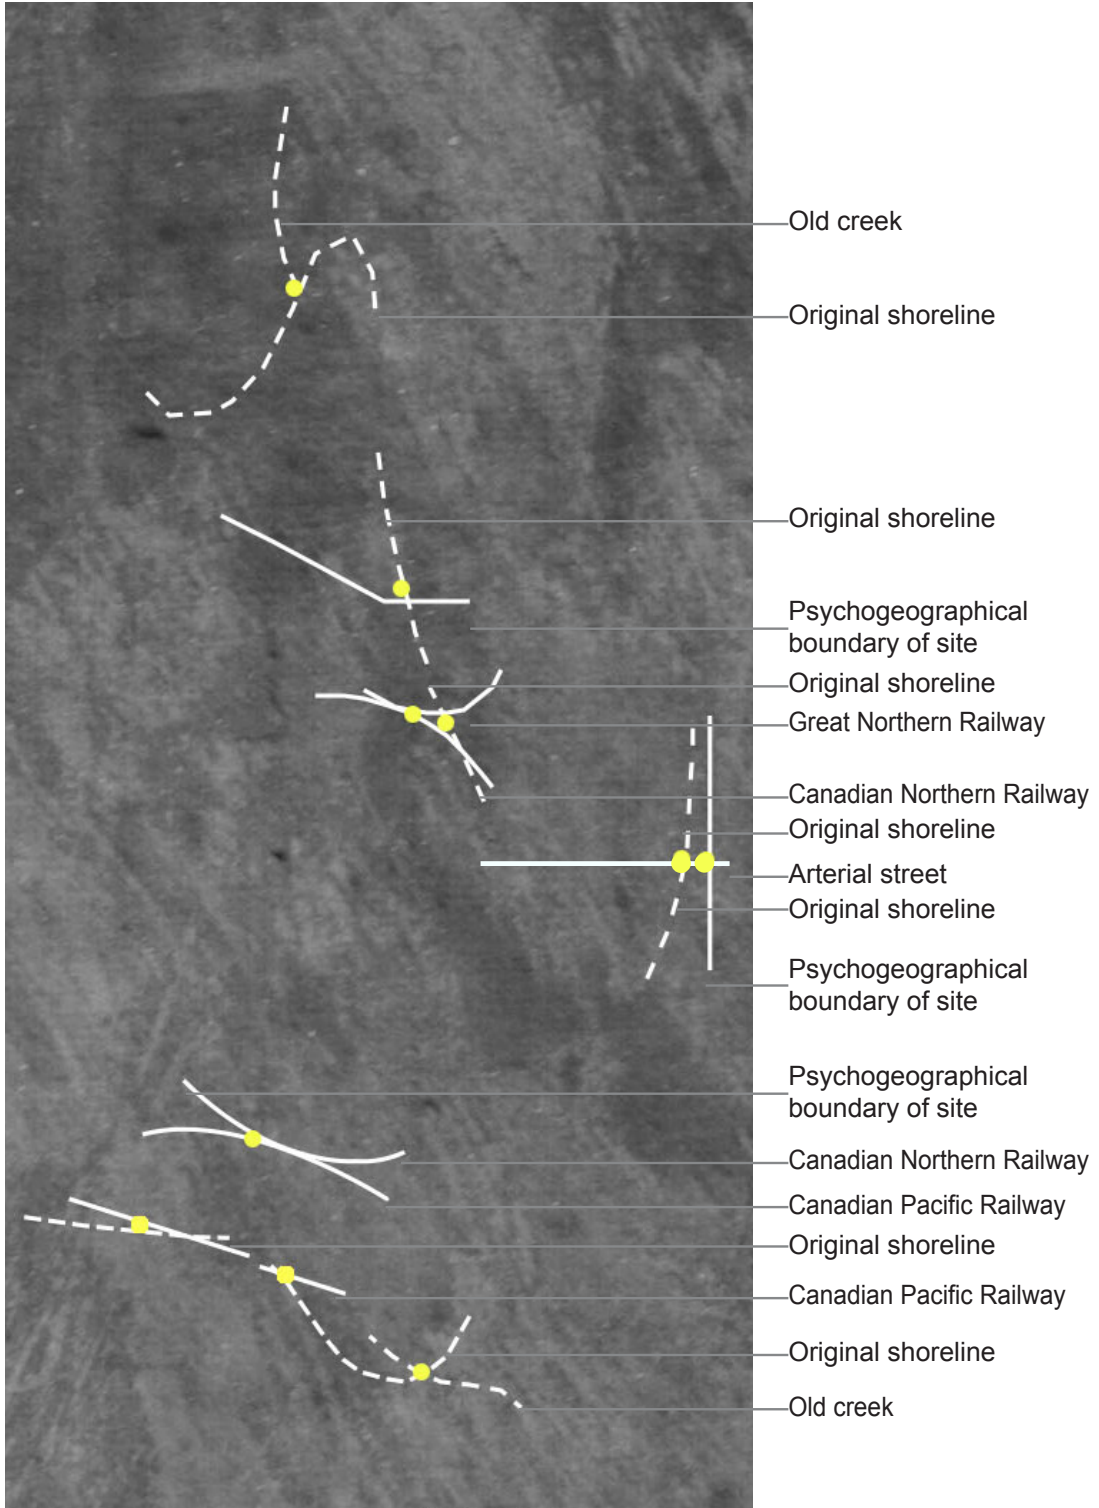 Old creek
Original shoreline
Original shoreline
Psychogeographical
boundary of site
Original shoreline
Great Northern Railway
Canadian Northern Railway
Original shoreline
Arterial street
Original shoreline
Psychogeographical
boundary of site
Psychogeographical
boundary of site
Canadian Northern Railway
Canadian Pacific Railway
Original shoreline
Canadian Pacific Railway
Original shoreline
Old creek